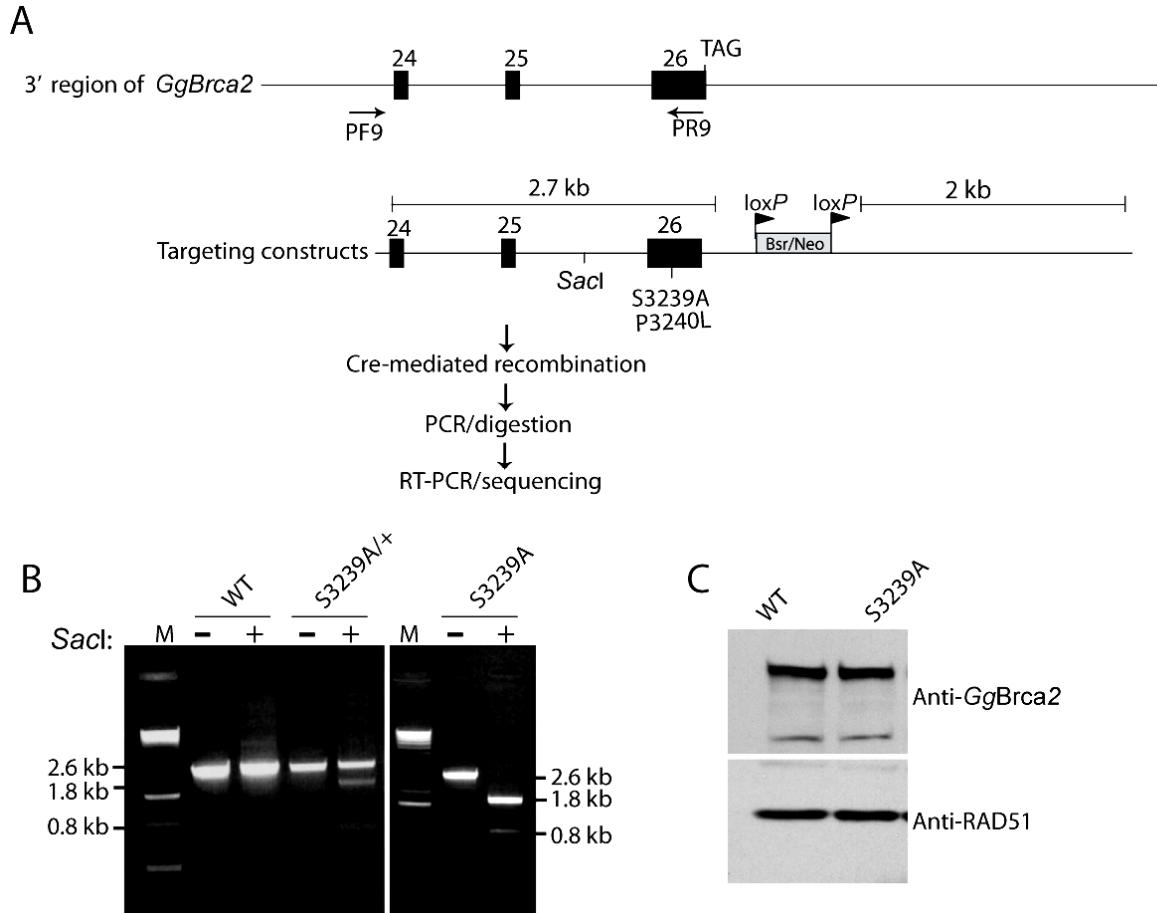 A
24 25 26 TAG
3′ region of GgBrca2
PF9 PR9
2.7 kb 2 kb
loxP loxP
24 25 26 Bsr/Neo
Targeting constructs
SacI
S3239A
P3240L
Cre-mediated recombination
PCR/digestion
RT-PCR/sequencing
B
WT S3239A/+ S3239A
SacI: M - + - + M - +
2.6 kb
1.8 kb
0.8 kb
2.6 kb
1.8 kb
0.8 kb
C
WT S3239A
Anti-GgBrca2
Anti-RAD51